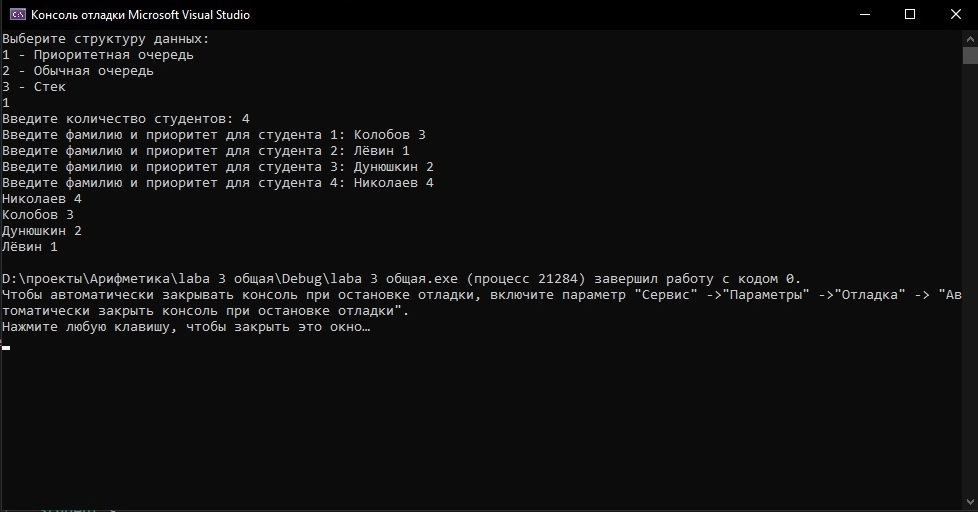 Консоль отладки Microsoft Visual Studio
Выберите структуру данных:
1 - Приоритетная очередь
2 - Обычная очередь
3 - Стек
1
Введите количество студентов: 4
Введите фамилию и приоритет для студента 1: Колобов 3
Введите фамилию и приоритет для студента 2: Лёвин 1
Введите фамилию и приоритет для студента 3: Дунюшкин 2
Введите фамилию и приоритет для студента 4: Николаев 4
Николаев 4
Колобов 3
Дунюшкин 2
Лёвин 1
D:\проекты\Арифметика\laba 3 общая\Debug\laba 3 общая.exe (процесс 21284) завершил работу с кодом 0.
Чтобы автоматически закрывать консоль при остановке отладки, включите параметр "Сервис" ->"Параметры" ->"Отладка" -> "Ав
томатически закрыть консоль при остановке отладки".
Нажмите любую клавишу, чтобы закрыть это окно…